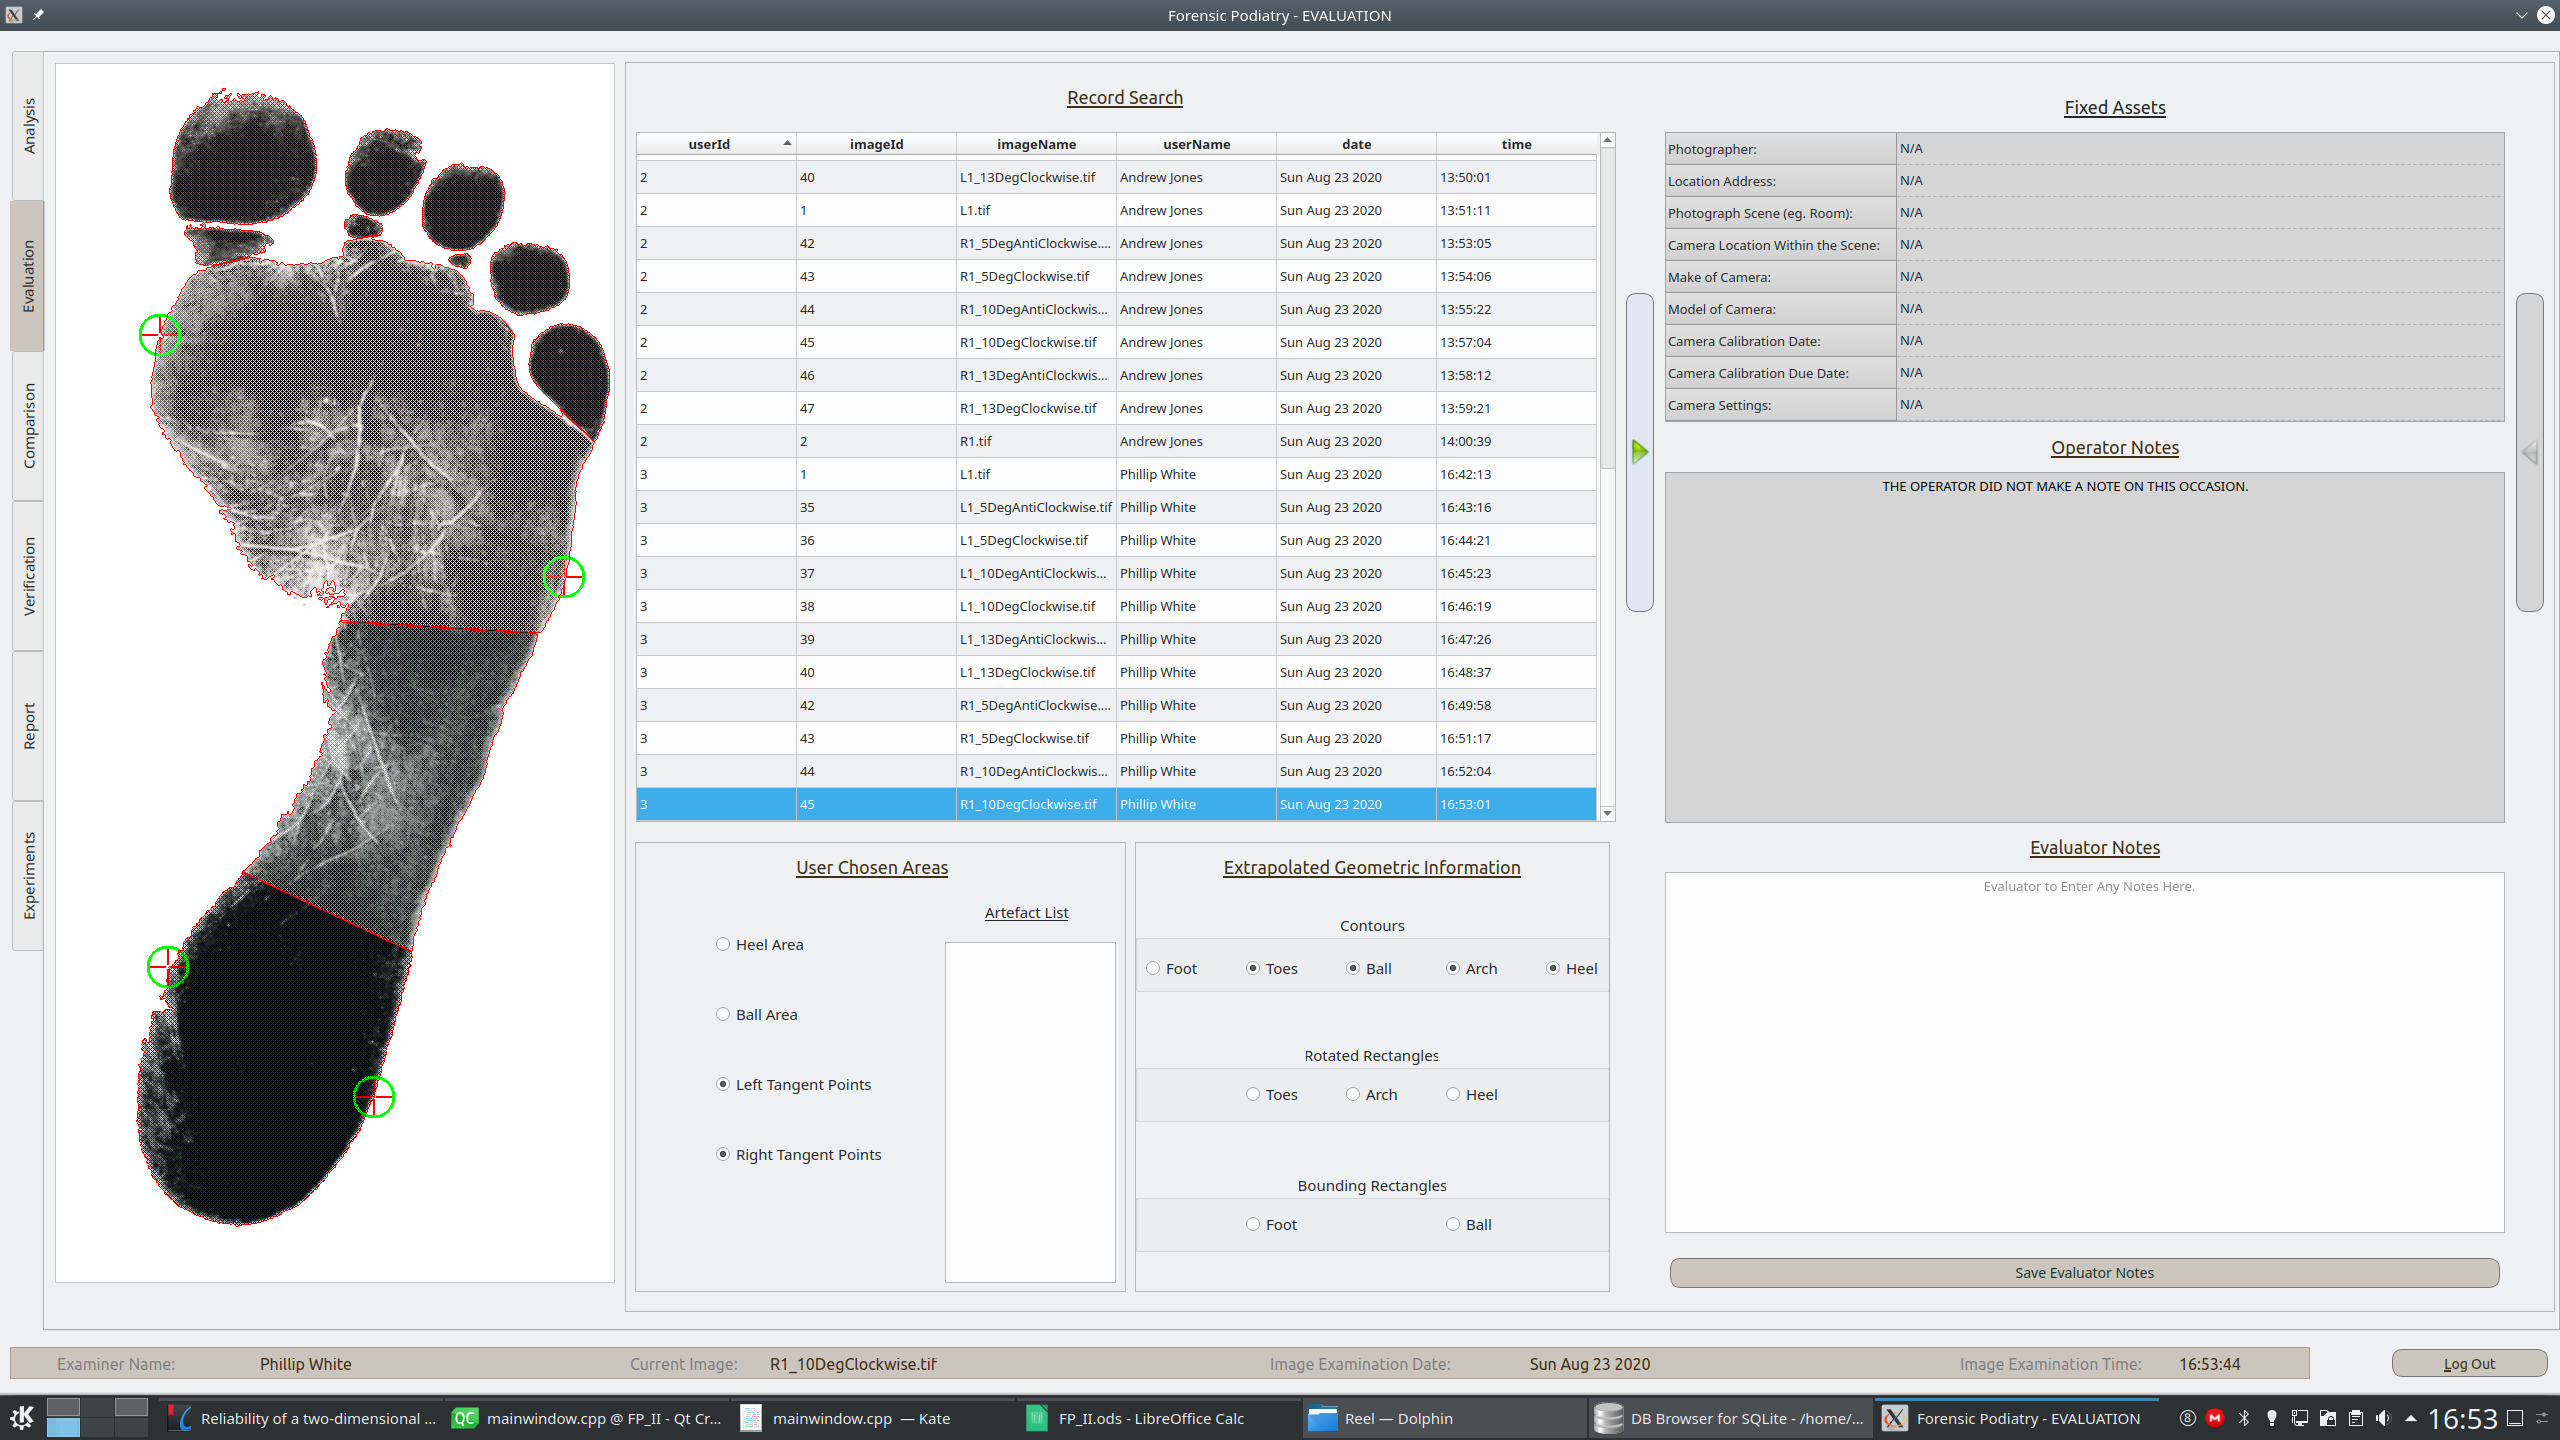 Forensic Podiatry - EVALUATION
Analysis
Evaluation
Comparison
Verification
Report
Experiments
Record Search
userId imageId imageName userName date time
2 40 L1_13DegClockwise.tif Andrew Jones Sun Aug 23 2020 13:50:01
2 1 L1.tif Andrew Jones Sun Aug 23 2020 13:51:11
2 42 R1_5DegAntiClockwise.... Andrew Jones Sun Aug 23 2020 13:53:05
2 43 R1_5DegClockwise.tif Andrew Jones Sun Aug 23 2020 13:54:06
2 44 R1_10DegAntiClockwis... Andrew Jones Sun Aug 23 2020 13:55:22
2 45 R1_10DegClockwise.tif Andrew Jones Sun Aug 23 2020 13:57:04
2 46 R1_13DegAntiClockwis... Andrew Jones Sun Aug 23 2020 13:58:12
2 47 R1_13DegClockwise.tif Andrew Jones Sun Aug 23 2020 13:59:21
2 2 R1.tif Andrew Jones Sun Aug 23 2020 14:00:39
3 1 L1.tif Phillip White Sun Aug 23 2020 16:42:13
3 35 L1_5DegAntiClockwise.tif Phillip White Sun Aug 23 2020 16:43:16
3 36 L1_5DegClockwise.tif Phillip White Sun Aug 23 2020 16:44:21
3 37 L1_10DegAntiClockwis... Phillip White Sun Aug 23 2020 16:45:23
3 38 L1_10DegClockwise.tif Phillip White Sun Aug 23 2020 16:46:19
3 39 L1_13DegAntiClockwis... Phillip White Sun Aug 23 2020 16:47:26
3 40 L1_13DegClockwise.tif Phillip White Sun Aug 23 2020 16:48:37
3 42 R1_5DegAntiClockwise.... Phillip White Sun Aug 23 2020 16:49:58
3 43 R1_5DegClockwise.tif Phillip White Sun Aug 23 2020 16:51:17
3 44 R1_10DegAntiClockwis... Phillip White Sun Aug 23 2020 16:52:04
3 45 R1_10DegClockwise.tif Phillip White Sun Aug 23 2020 16:53:01
User Chosen Areas
Artefact List
Heel Area
Ball Area
Left Tangent Points
Right Tangent Points
Extrapolated Geometric Information
Contours
Foot Toes Ball Arch Heel
Rotated Rectangles
Toes Arch Heel
Bounding Rectangles
Foot Ball
Fixed Assets
Photographer: N/A
Location Address: N/A
Photograph Scene (eg. Room): N/A
Camera Location Within the Scene: N/A
Make of Camera: N/A
Model of Camera: N/A
Camera Calibration Date: N/A
Camera Calibration Due Date: N/A
Camera Settings: N/A
Operator Notes
THE OPERATOR DID NOT MAKE A NOTE ON THIS OCCASION.
Evaluator Notes
Evaluator to Enter Any Notes Here.
Save Evaluator Notes
Examiner Name: Phillip White Current Image: R1_10DegClockwise.tif Image Examination Date: Sun Aug 23 2020 Image Examination Time: 16:53:44
Log Out
Reliability of a two-dimensional ... QC mainwindow.cpp @ FP_II - Qt Cr... mainwindow.cpp — Kate FP_II.ods - LibreOffice Calc Reel — Dolphin DB Browser for SQLite - /home/... Forensic Podiatry - EVALUATION 8 M 16:53